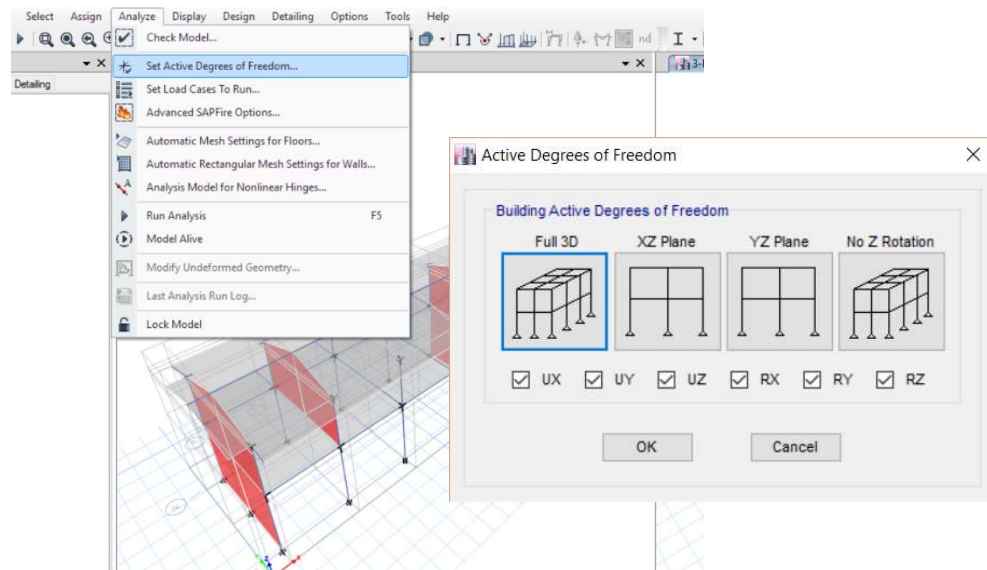 Select Assign Analyze Display Design Detailing Options Tools Help
Check Model...
nd
Set Active Degrees of Freedom...
Detailing
Set Load Cases To Run...
Advanced SAPFire Options...
Automatic Mesh Settings for Floors...
Automatic Rectangular Mesh Settings for Walls...
Analysis Model for Nonlinear Hinges...
Run Analysis F5
Model Alive
Modify Undeformed Geometry...
Last Analysis Run Log...
Lock Model
Active Degrees of Freedom
Building Active Degrees of Freedom
Full 3D XZ Plane YZ Plane No Z Rotation
UX UY UZ RX RY RZ
OK Cancel